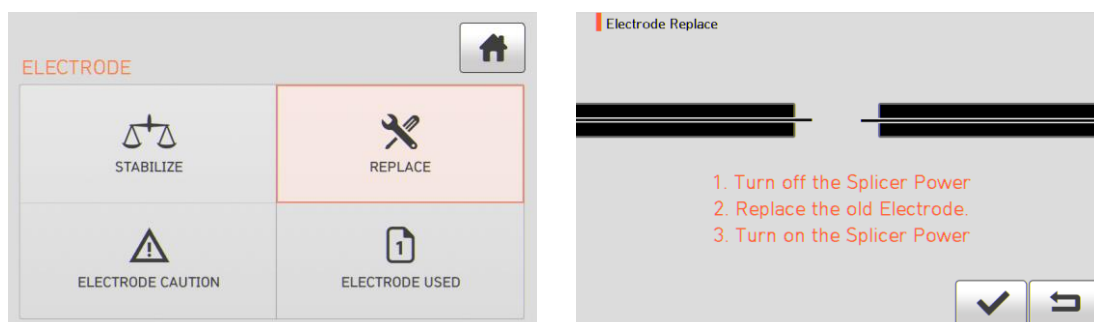 ELECTRODE
STABILIZE
REPLACE
ELECTRODE CAUTION
1
ELECTRODE USED
Electrode Replace
1. Turn off the Splicer Power
2. Replace the old Electrode.
3. Turn on the Splicer Power